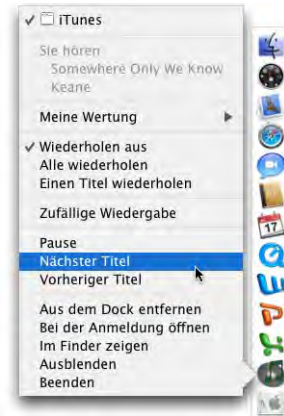 iTunes
Sie hören
Somewhere Only We Know
Keane
Meine Wertung
Wiederholen aus
Alle wiederholen
Einen Titel wiederholen
Zufällige Wiedergabe
Pause
Nächster Titel
Vorheriger Titel
Aus dem Dock entfernen
Bei der Anmeldung öffnen
Im Finder zeigen
Ausblenden
Beenden
17